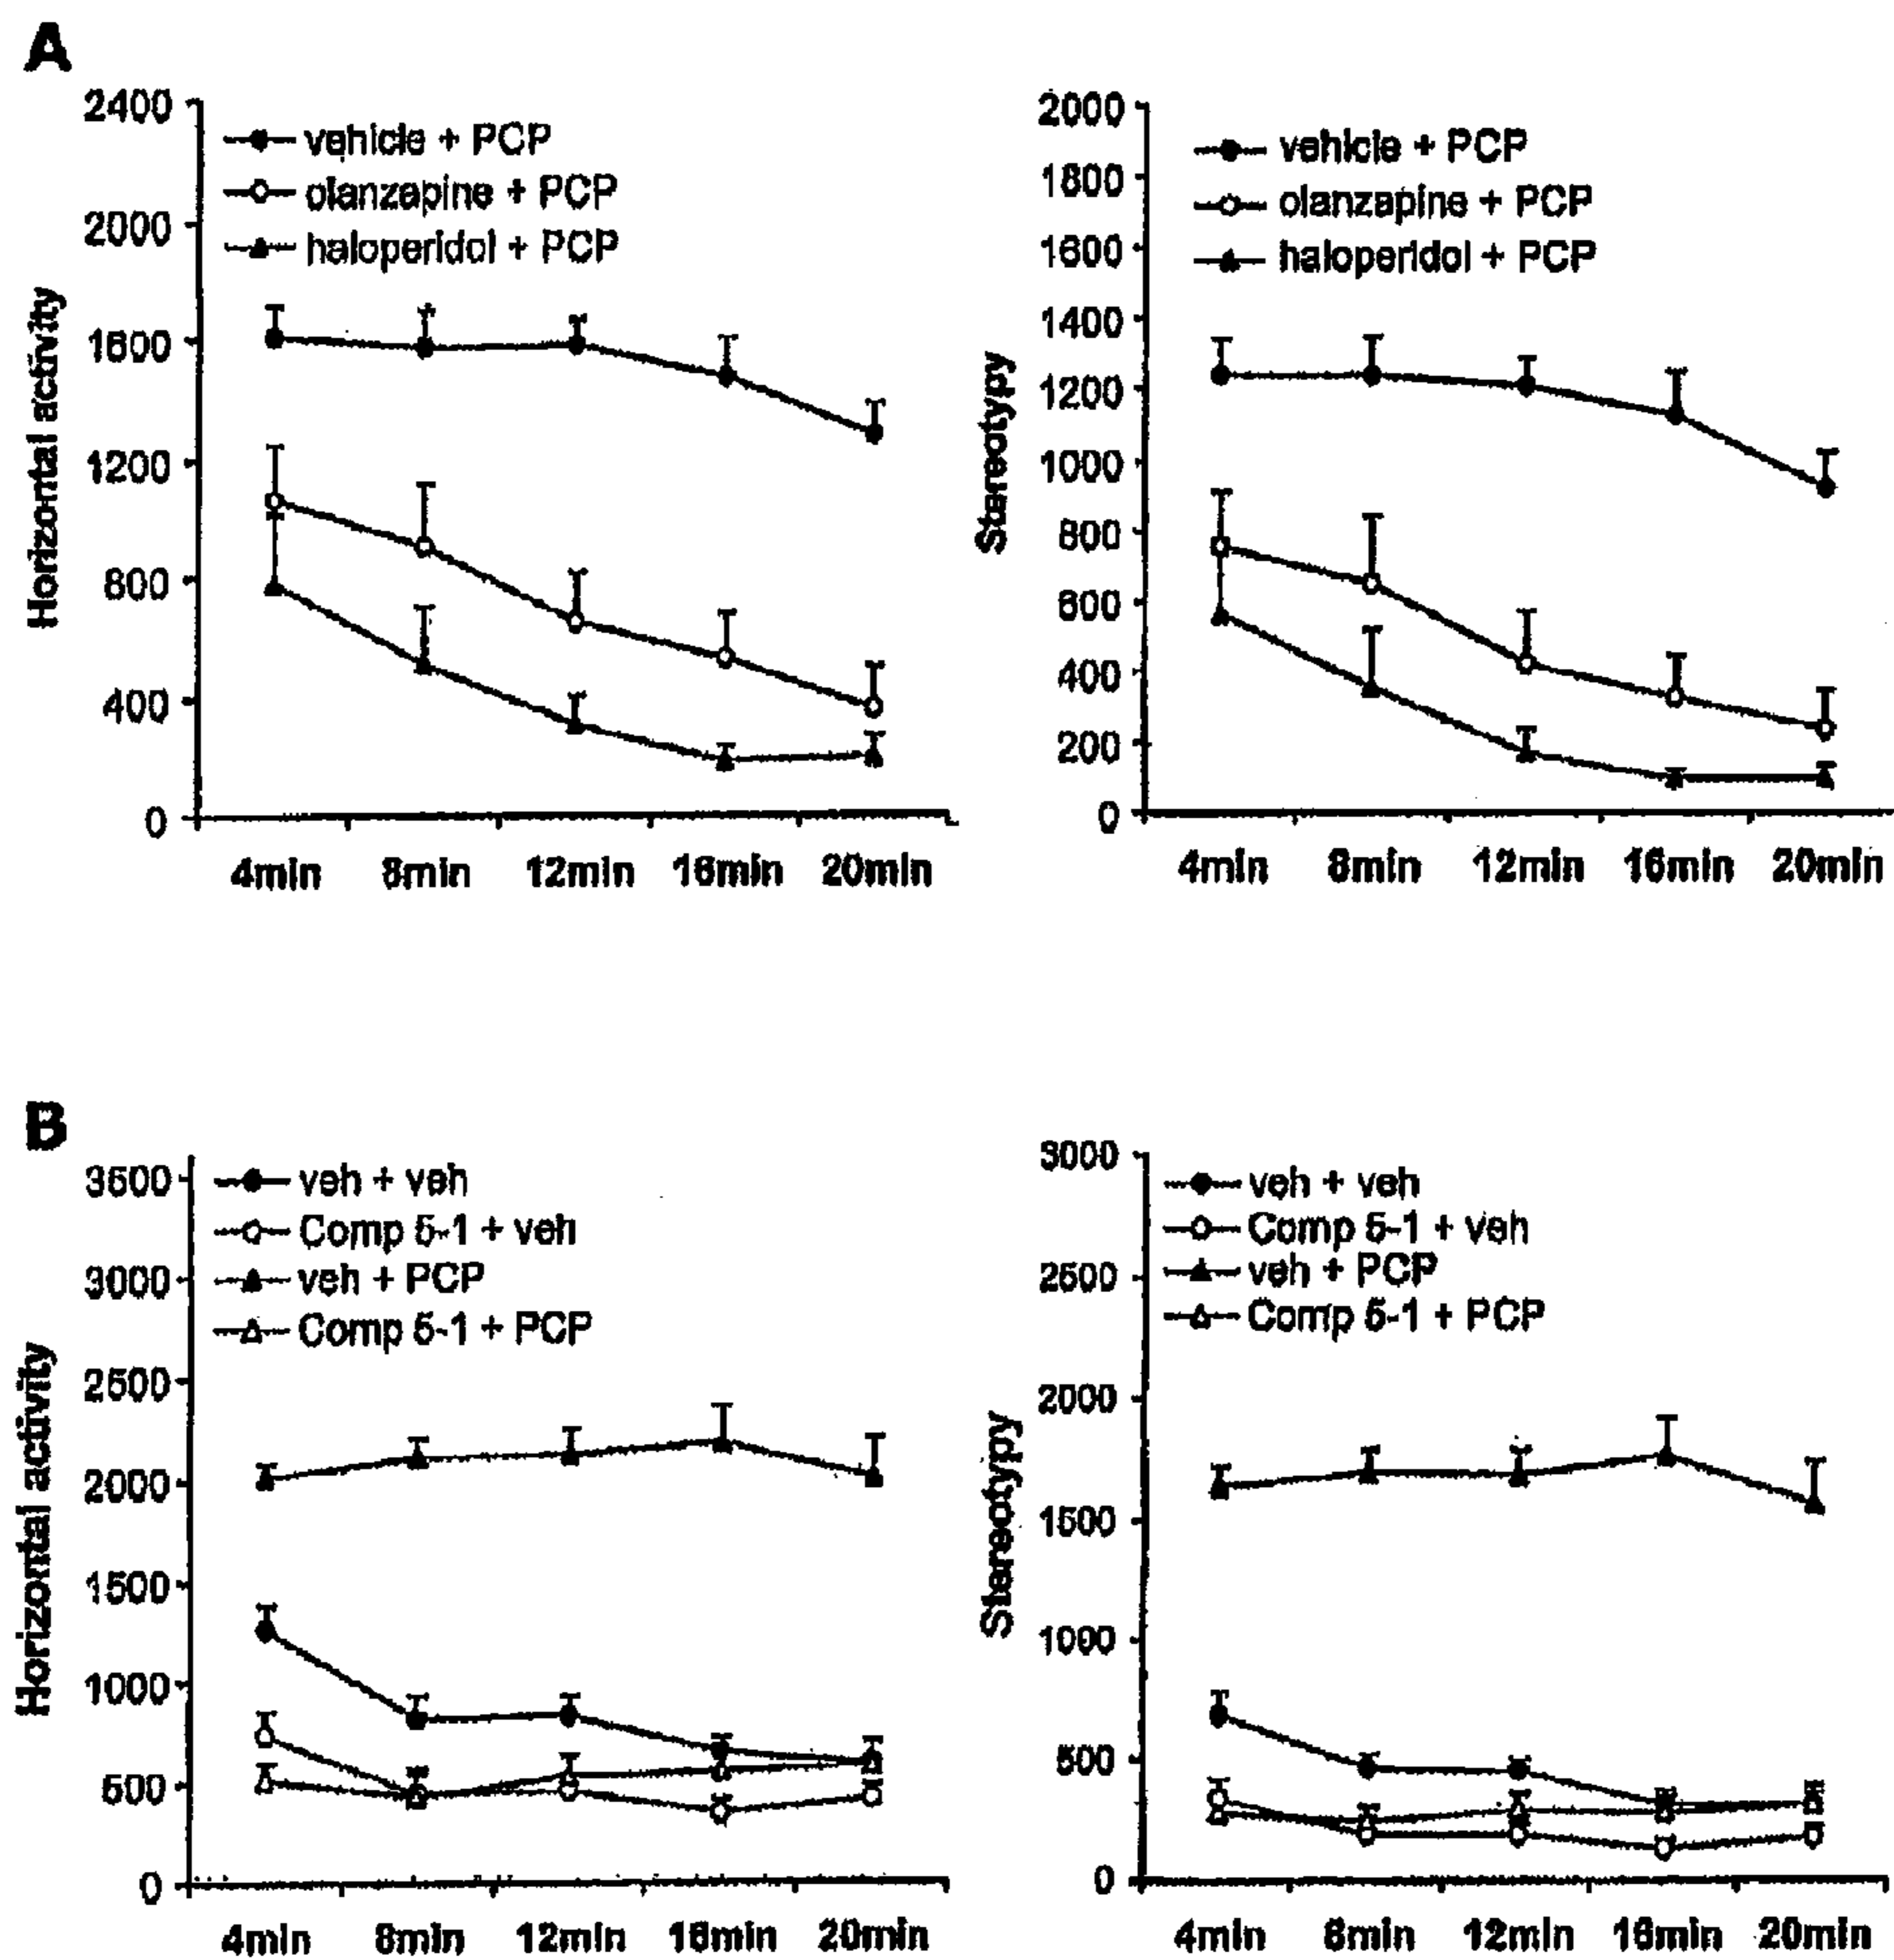 A
2400
2000
1600
1200
800
400
0
Horizontal activity
vehicle + PCP
olanzapine + PCP
haloperidol + PCP
4min 8min 12min 16min 20min
2000
1800
1600
1400
1200
1000
800
600
400
200
0
Stereotypy
vehicle + PCP
olanzapine + PCP
haloperidol + PCP
4min 8min 12min 16min 20min
B
3500
3000
2500
2000
1500
1000
500
0
Horizontal activity
veh + veh
Comp 5-1 + veh
veh + PCP
Comp 5-1 + PCP
4min 8min 12min 16min 20min
3000
2500
2000
1500
1000
500
0
Stereotypy
veh + veh
Comp 5-1 + veh
veh + PCP
Comp 5-1 + PCP
4min 8min 12min 16min 20min